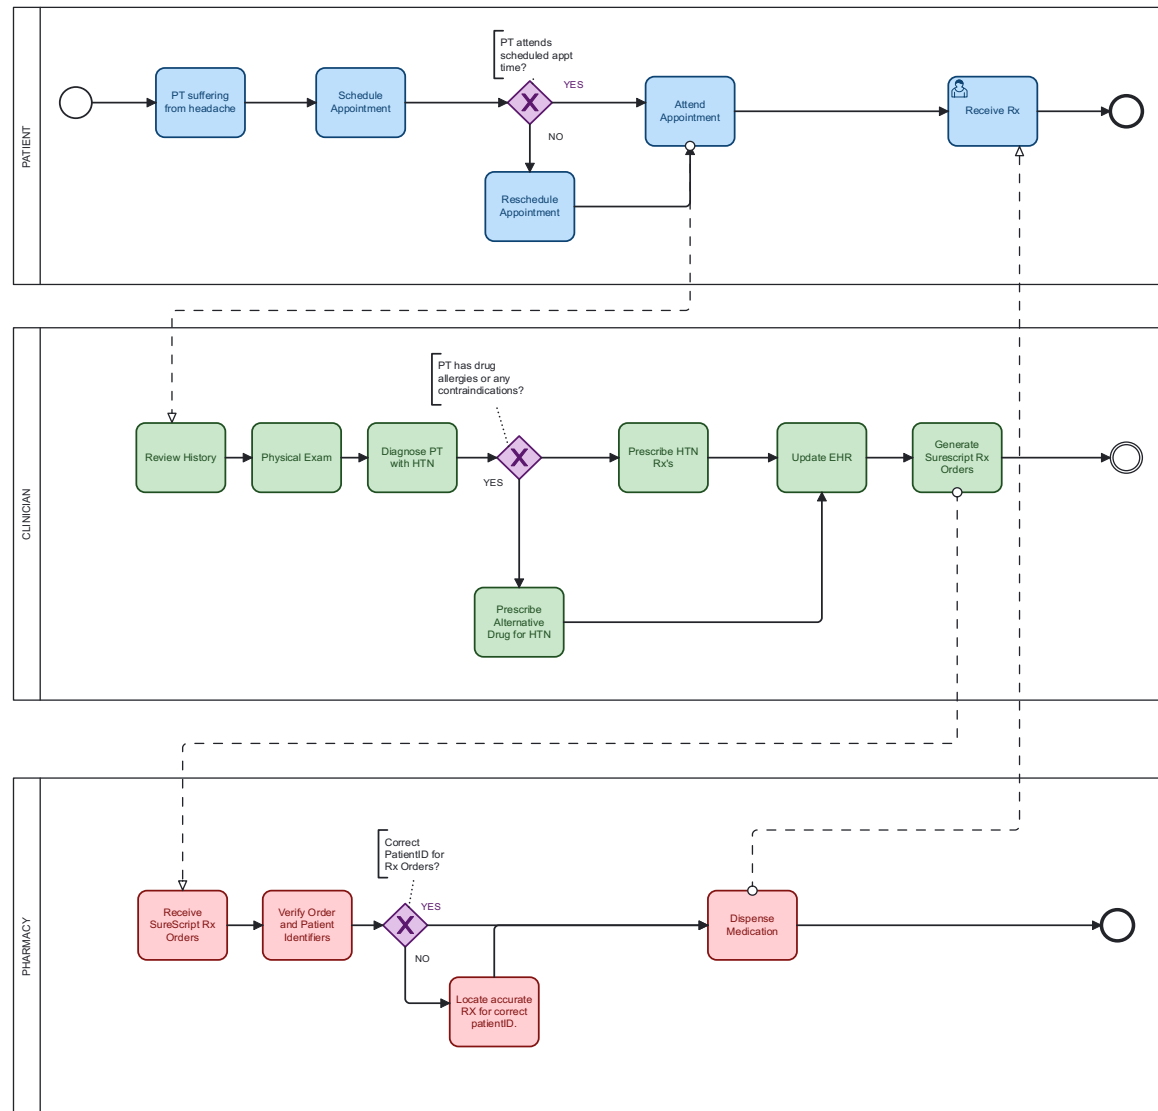 PATIENT
PT attends
scheduled appt
time?
YES
NO
PT suffering
from headache
Schedule
Appointment
Attend
Appointment
Receive Rx
Reschedule
Appointment
CLINICIAN
PT has drug
allergies or any
contraindications?
YES
Review History
Physical Exam
Diagnose PT
with HTN
Prescribe HTN
Rx's
Update EHR
Generate
Surescript Rx
Orders
Prescribe
Alternative
Drug for HTN
PHARMACY
Correct
PatientID for
Rx Orders?
YES
NO
Receive
SureScript Rx
Orders
Verify Order
and Patient
Identifiers
Dispense
Medication
Locate accurate
RX for correct
patientID.